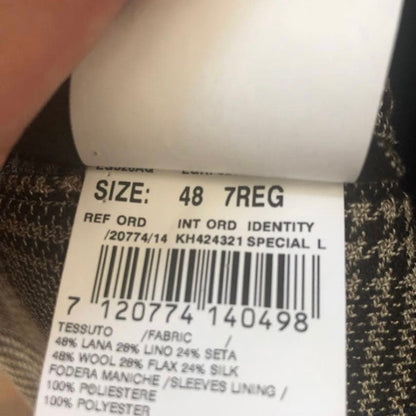 SIZE: 48 7REG
REF ORD INT ORD IDENTITY
/20774/14 KH424321 SPECIAL L
7 120774 140498
TESSUTO /FABRIC /
48% LANA 28% LINO 24% SETA
48% WOOL 28% FLAX 24% SILK
FODERA MANICHE /SLEEVES LINING /
100% POLIESTERE
100% POLYESTER